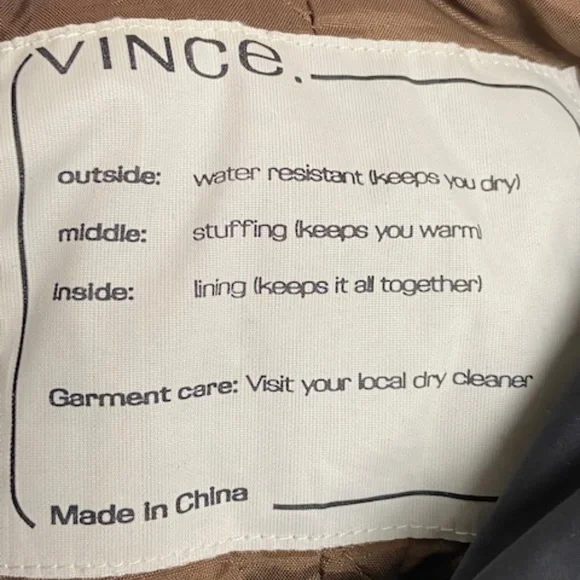 VINCE.
outside: water resistant (keeps you dry)
middle: stuffing (keeps you warm)
inside: lining (keeps it all together)
Garment care: Visit your local dry cleaner
Made in China